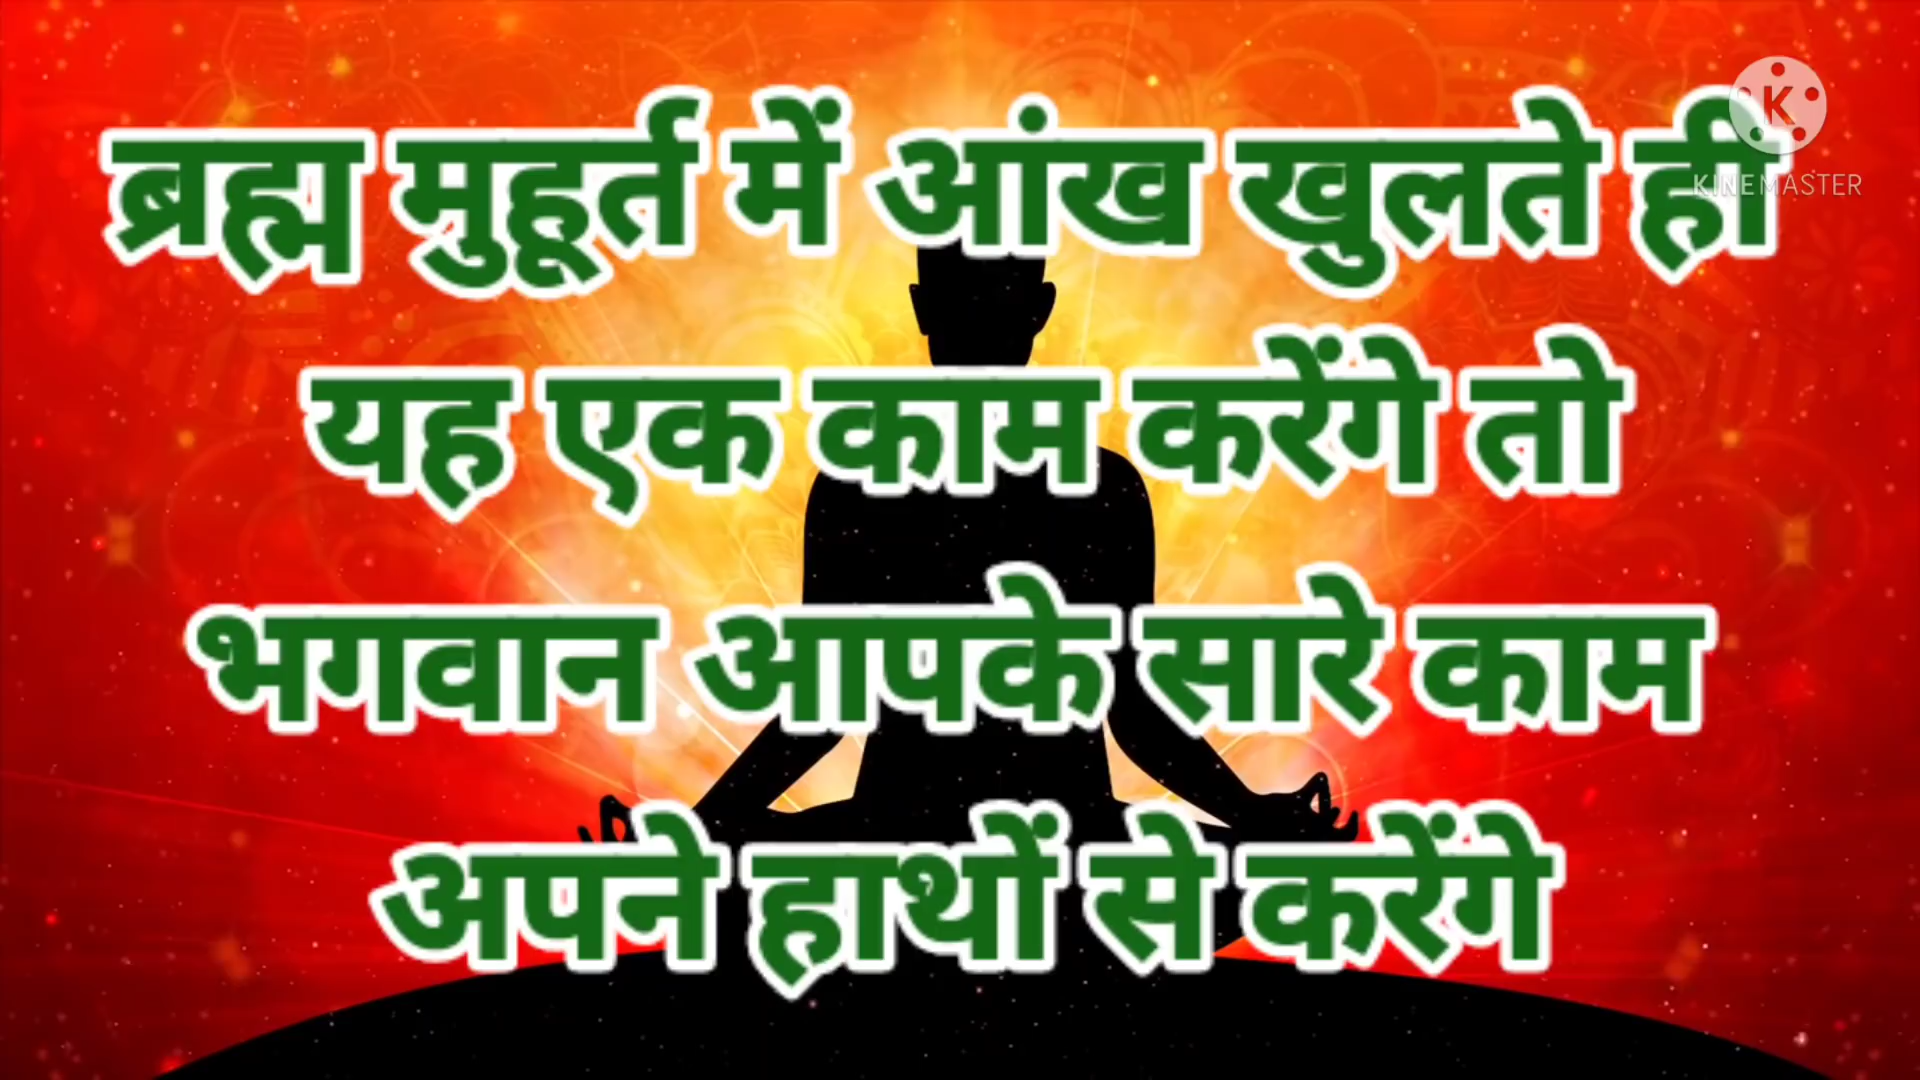 ब्रह्म मुहूर्त में आंख खुलते ही
यह एक काम करेंगे तो
भगवान आपके सारे काम
अपने हाथों से करेंगे
K
KINEMASTER